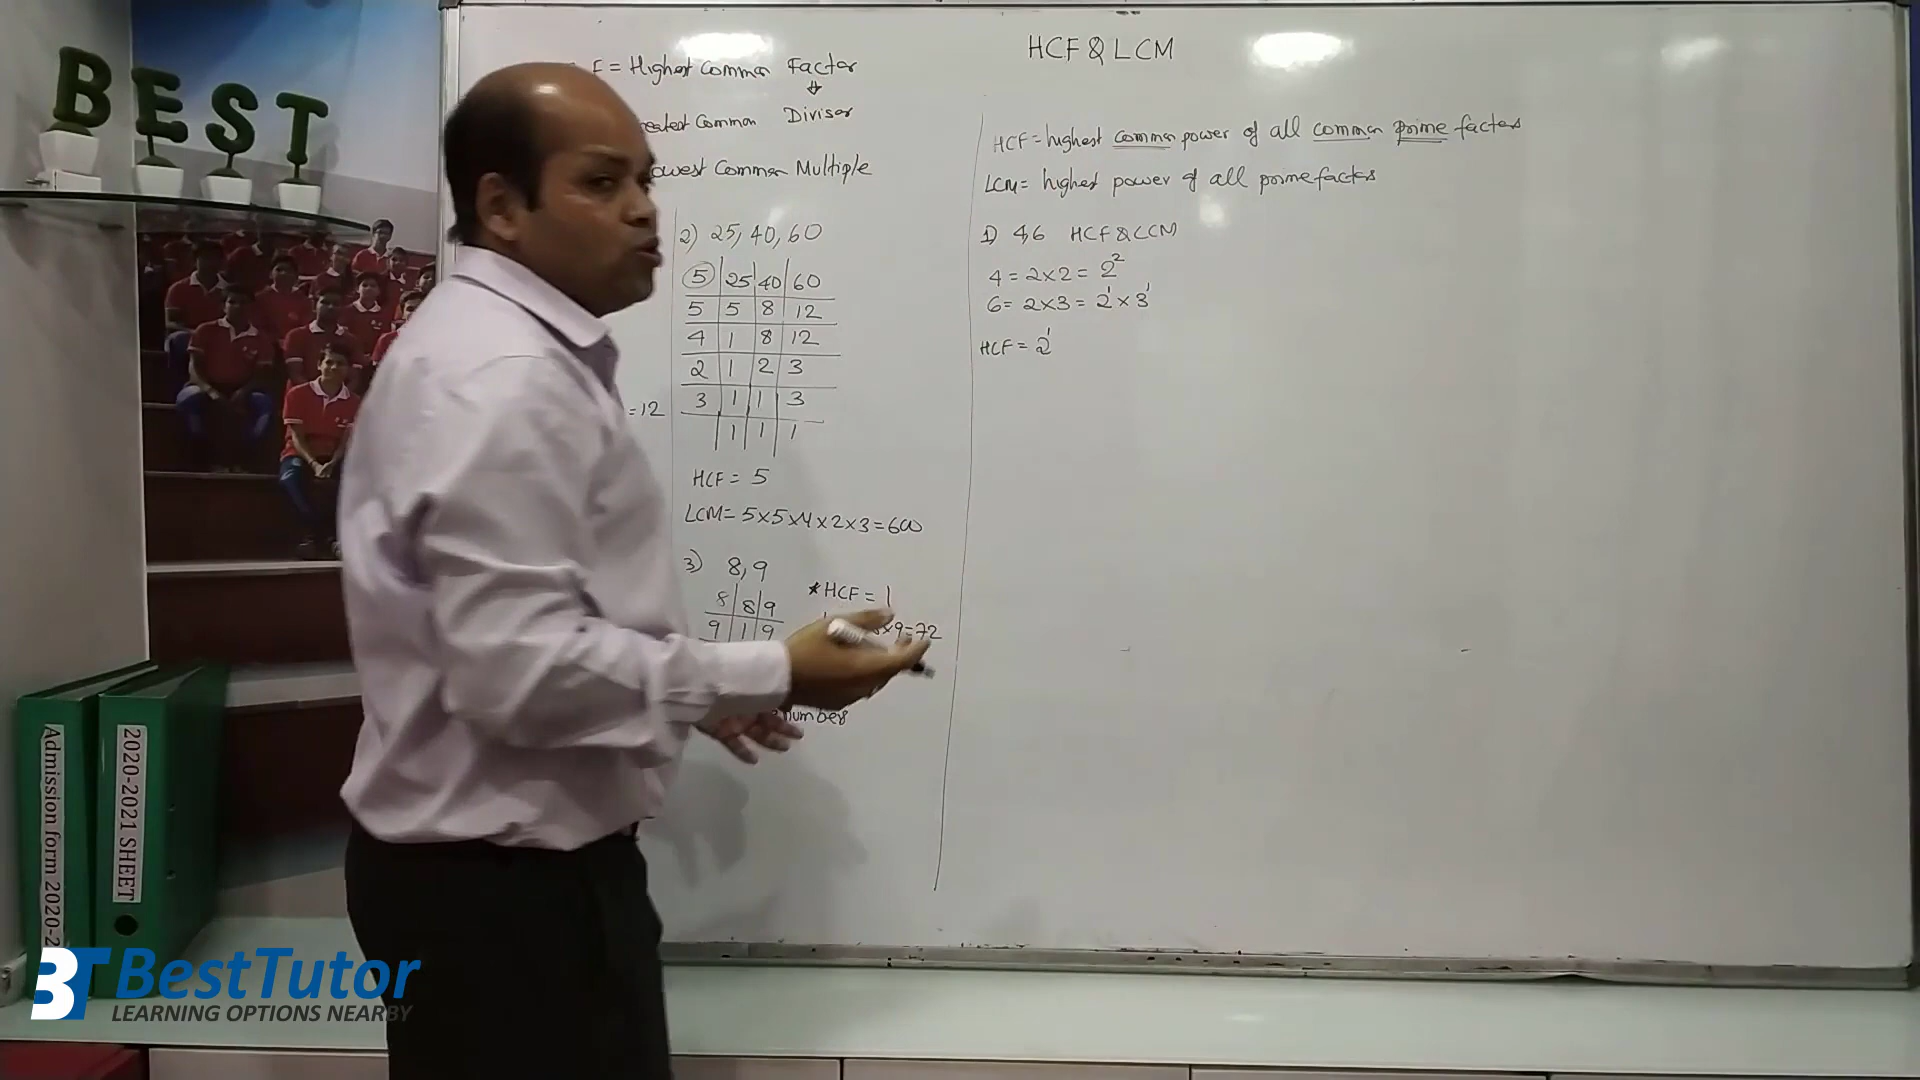 BEST
HCF & LCM
F = Highest Common Factor
Common Divisor
Common Multiple
2) 25, 40, 60
5 25 40 60
5 5 8 12
4 1 8 12
2 1 2 3
3 1 1 3
1 1 1
=12
HCF = 5
LCM = 5×5×4×2×3=600
3) 8, 9
8 8 9
9 1 9
*HCF = 1
×9=72
number
HCF = highest common power of all common prime factors
LCM = highest power of all prime factors
1) 4,6 HCF & LCM
4 = 2×2 = 2²
6 = 2×3 = 2¹×3¹
HCF = 2¹
Admission form 2020-2
2020-2021 SHEET
BT BestTutor
LEARNING OPTIONS NEARBY